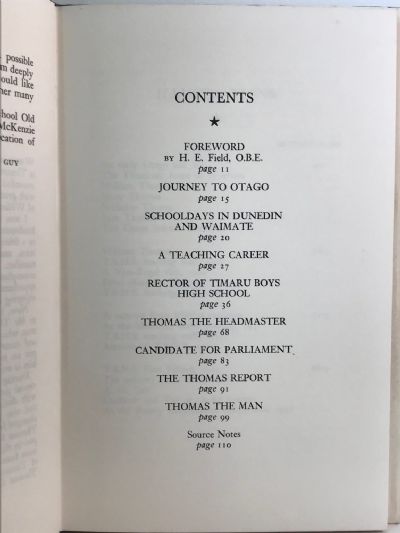 possible
m deeply
ould like
her many
hool Old
McKenzie
cation of
GUY
CONTENTS
★
FOREWORD
BY H. E. Field, O.B.E.
page 11
JOURNEY TO OTAGO
page 15
SCHOOLDAYS IN DUNEDIN
AND WAIMATE
page 20
A TEACHING CAREER
page 27
RECTOR OF TIMARU BOYS
HIGH SCHOOL
page 36
THOMAS THE HEADMASTER
page 68
CANDIDATE FOR PARLIAMENT
page 83
THE THOMAS REPORT
page 91
THOMAS THE MAN
page 99
Source Notes
page 110